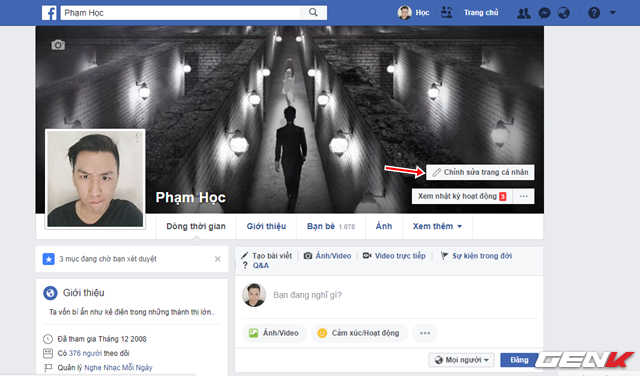 Phạm Học
Học
Trang chủ
Chỉnh sửa trang cá nhân
Phạm Học
Xem nhật ký hoạt động 3
Dòng thời gian
Giới thiệu
Bạn bè 1.078
Ảnh
Xem thêm
3 mục đang chờ bạn xét duyệt
Giới thiệu
Ta vốn bí ẩn như kẻ điên trong những thành thị lớn..
Đã tham gia Tháng 12 2008
Có 376 người theo dõi
Quản lý Nghe Nhạc Mỗi Ngày
Tạo bài viết
Ảnh/Video
Video trực tiếp
Sự kiện trong đời
Q&A
Bạn đang nghĩ gì?
Ảnh/Video
Cảm xúc/Hoạt động
Mọi người
Đăng
GENK